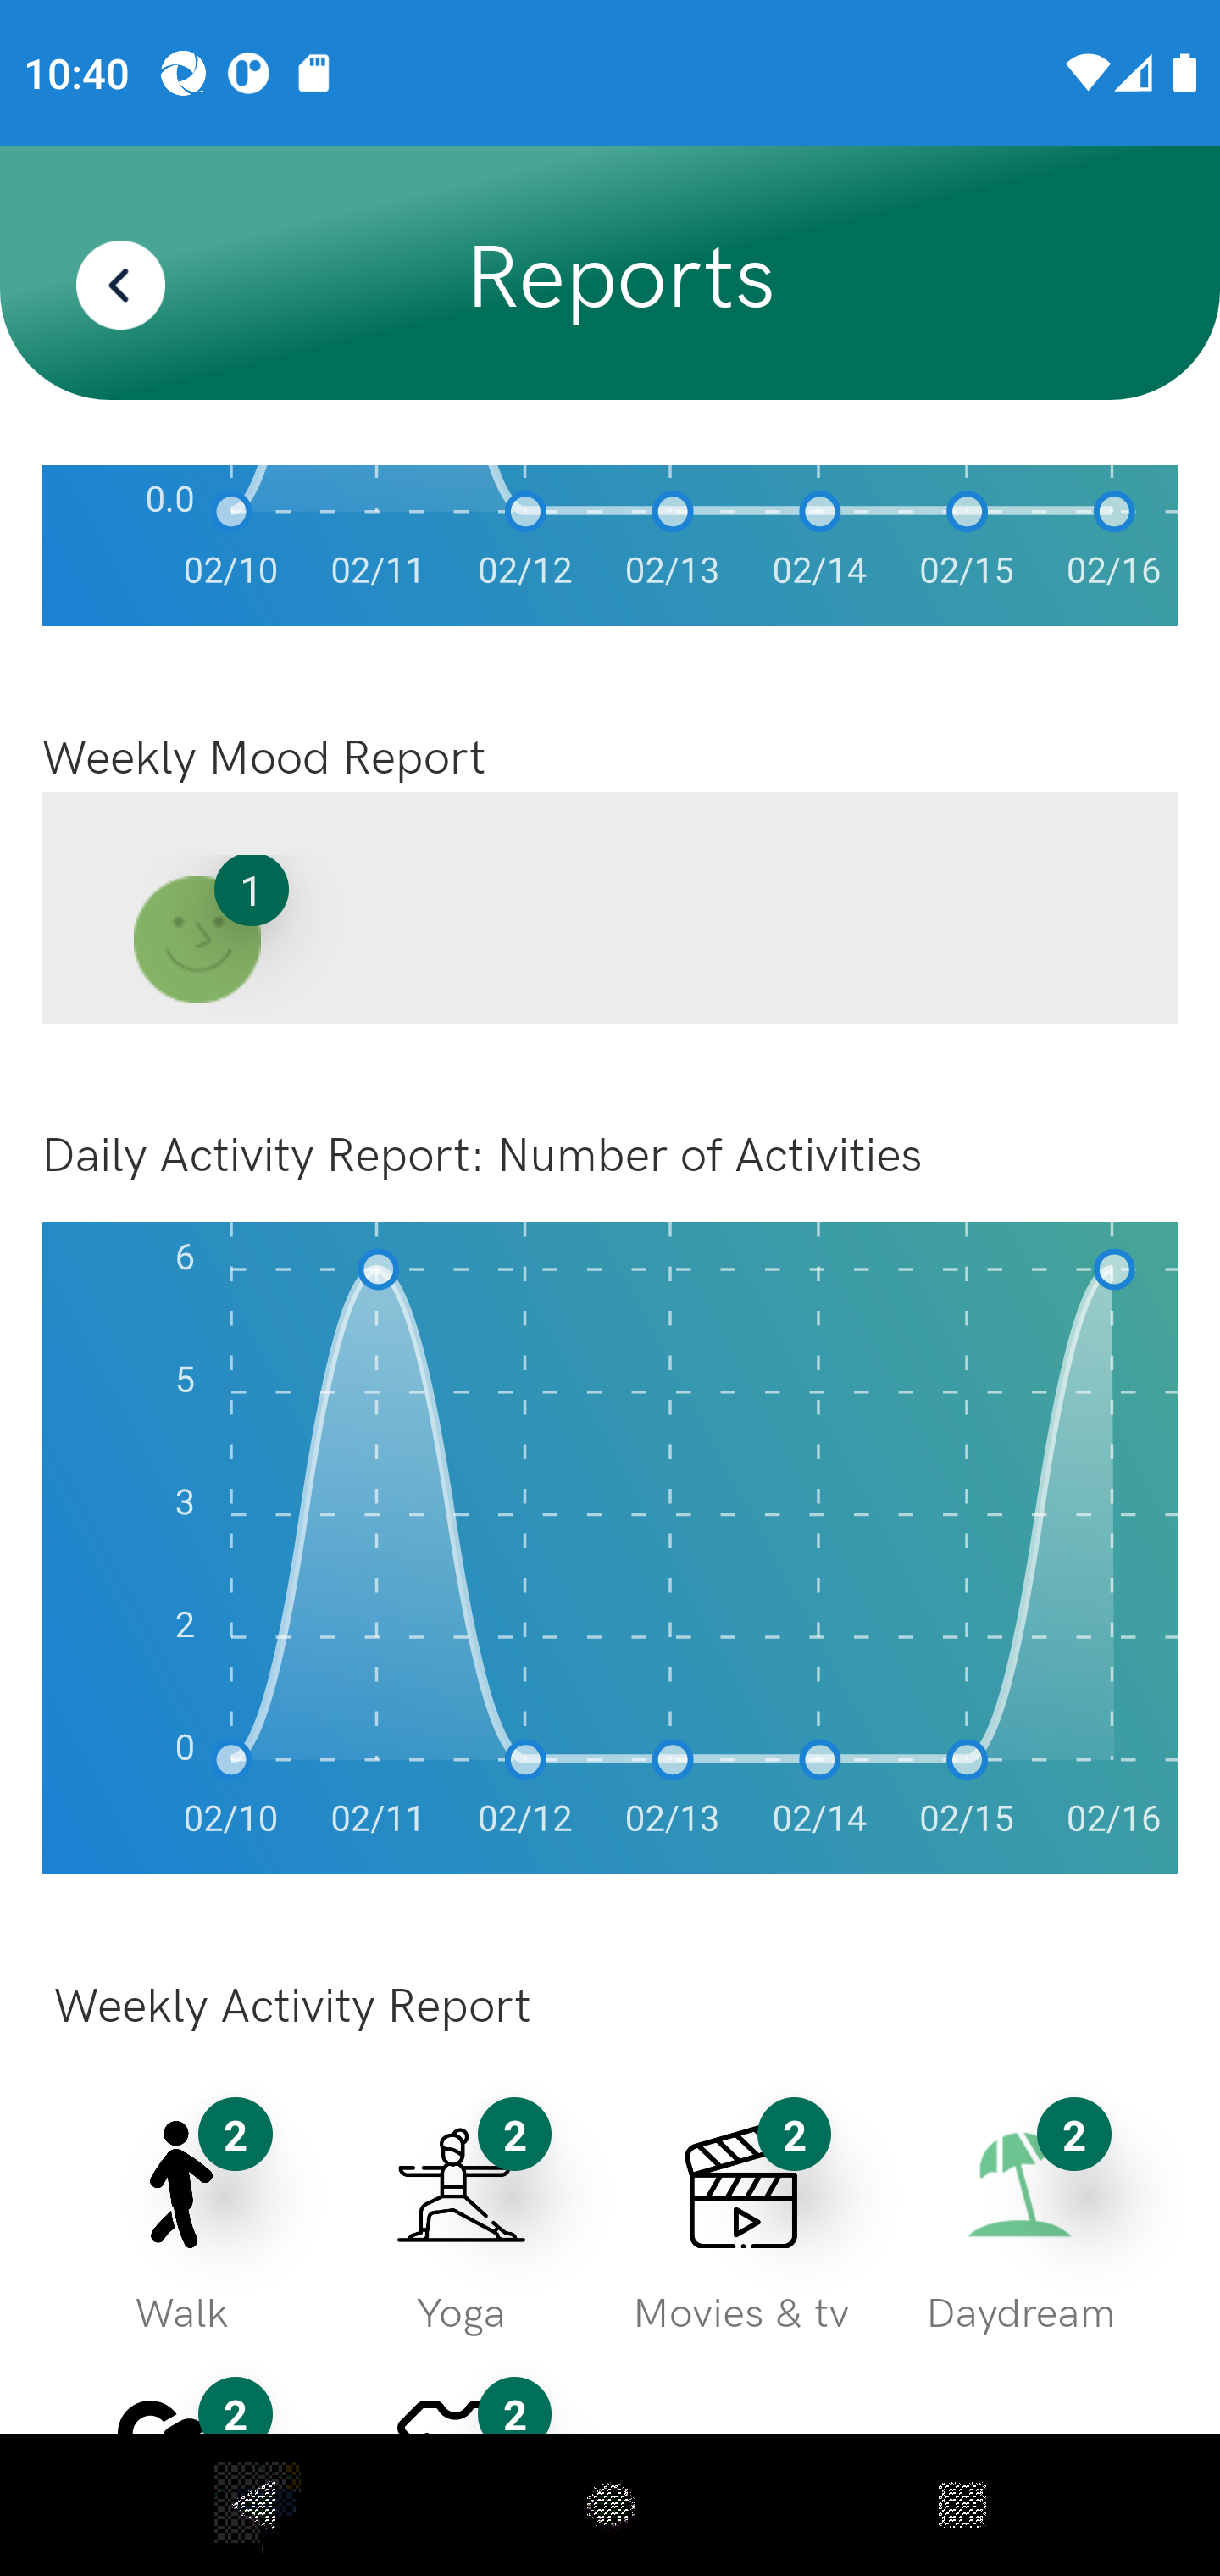 10:40
Reports
0.0
02/10 02/11 02/12 02/13 02/14 02/15 02/16
Weekly Mood Report
1
Daily Activity Report: Number of Activities
6
5
3
2
0
02/10 02/11 02/12 02/13 02/14 02/15 02/16
Weekly Activity Report
2 2 2 2
Walk Yoga Movies & tv Daydream
2 2